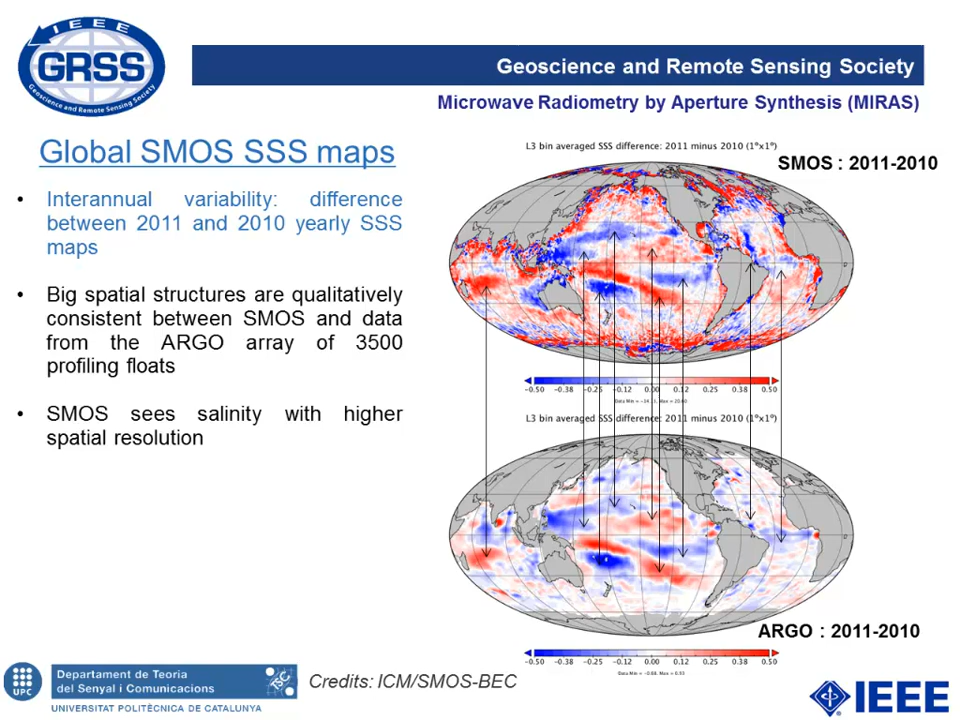 IEEE
GRSS
Geoscience and Remote Sensing Society
Geoscience and Remote Sensing Society
Microwave Radiometry by Aperture Synthesis (MIRAS)
Global SMOS SSS maps
• Interannual variability: difference
between 2011 and 2010 yearly SSS
maps
• Big spatial structures are qualitatively
consistent between SMOS and data
from the ARGO array of 3500
profiling floats
• SMOS sees salinity with higher
spatial resolution
L3 bin averaged SSS difference: 2011 minus 2010 (1ºx1º)
SMOS : 2011-2010
-0.50 -0.38 -0.25 -0.12 0.00 0.12 0.25 0.38 0.50
L3 bin averaged SSS difference: 2011 minus 2010 (1ºx1º)
ARGO : 2011-2010
-0.50 -0.38 -0.25 -0.12 0.00 0.12 0.25 0.38 0.50
UPC
Departament de Teoria
del Senyal i Comunicacions
TSC
UNIVERSITAT POLITÈCNICA DE CATALUNYA
Credits: ICM/SMOS-BEC
IEEE